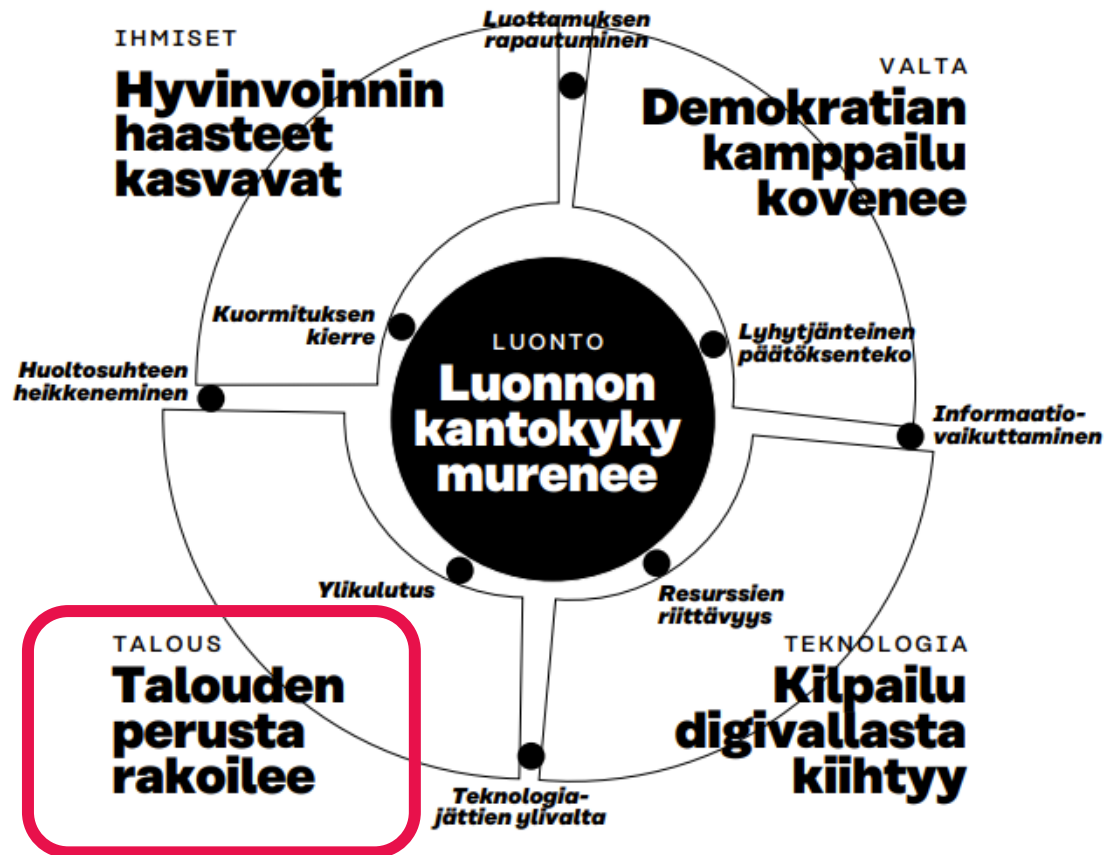 Luottamuksen
rapautuminen
IHMISET
Hyvinvoinnin
haasteet
kasvavat
VALTA
Demokratian
kamppailu
kovenee
Kuormituksen
kierre
Lyhytjänteinen
päätöksenteko
Huoltosuhteen
heikkeneminen
LUONTO
Luonnon
kantokyky
murenee
Informaatio-
vaikuttaminen
Ylikulutus
Resurssien
riittävyys
TALOUS
Talouden
perusta
rakoilee
TEKNOLOGIA
Kilpailu
digivallasta
kiihtyy
Teknologia-
jättien ylivalta